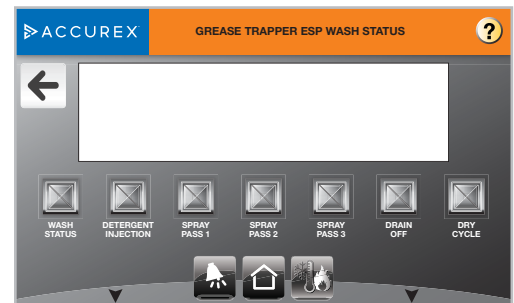 ACCUREX
GREASE TRAPPER ESP WASH STATUS
?
WASH
STATUS
DETERGENT
INJECTION
SPRAY
PASS 1
SPRAY
PASS 2
SPRAY
PASS 3
DRAIN
OFF
DRY
CYCLE